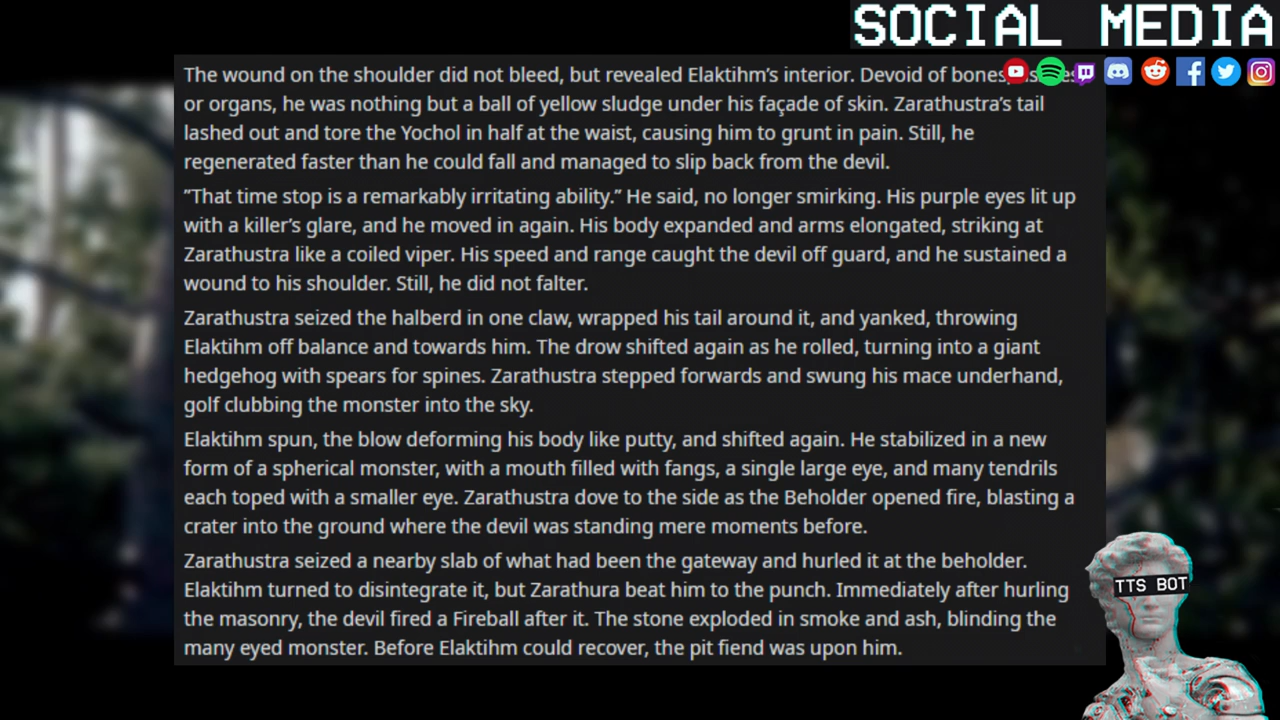 SOCIAL MEDIA
The wound on the shoulder did not bleed, but revealed Elaktihm’s interior. Devoid of bones,
or organs, he was nothing but a ball of yellow sludge under his façade of skin. Zarathustra’s tail
lashed out and tore the Yochol in half at the waist, causing him to grunt in pain. Still, he
regenerated faster than he could fall and managed to slip back from the devil.
”That time stop is a remarkably irritating ability.” He said, no longer smirking. His purple eyes lit up
with a killer’s glare, and he moved in again. His body expanded and arms elongated, striking at
Zarathustra like a coiled viper. His speed and range caught the devil off guard, and he sustained a
wound to his shoulder. Still, he did not falter.
Zarathustra seized the halberd in one claw, wrapped his tail around it, and yanked, throwing
Elaktihm off balance and towards him. The drow shifted again as he rolled, turning into a giant
hedgehog with spears for spines. Zarathustra stepped forwards and swung his mace underhand,
golf clubbing the monster into the sky.
Elaktihm spun, the blow deforming his body like putty, and shifted again. He stabilized in a new
form of a spherical monster, with a mouth filled with fangs, a single large eye, and many tendrils
each toped with a smaller eye. Zarathustra dove to the side as the Beholder opened fire, blasting a
crater into the ground where the devil was standing mere moments before.
Zarathustra seized a nearby slab of what had been the gateway and hurled it at the beholder.
Elaktihm turned to disintegrate it, but Zarathura beat him to the punch. Immediately after hurling
the masonry, the devil fired a Fireball after it. The stone exploded in smoke and ash, blinding the
many eyed monster. Before Elaktihm could recover, the pit fiend was upon him.
TTS BOT